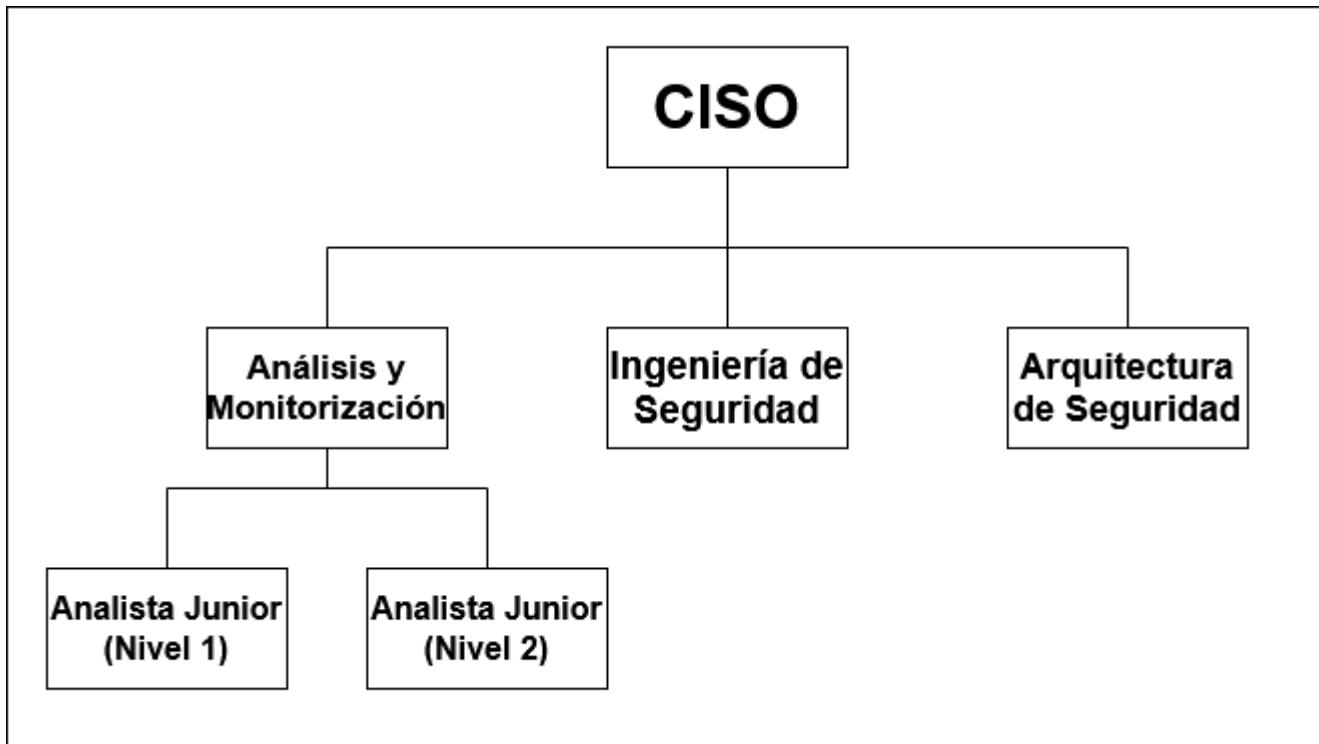 CISO
Análisis y
Monitorización
Ingeniería de
Seguridad
Arquitectura
de Seguridad
Analista Junior
(Nivel 1)
Analista Junior
(Nivel 2)